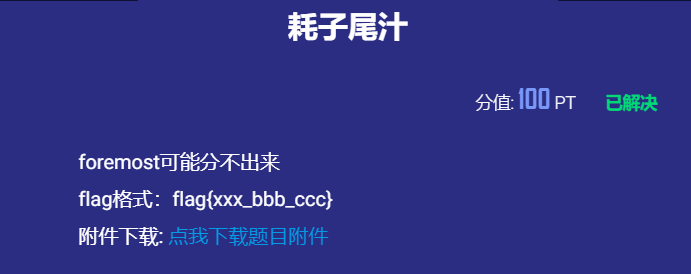 耗子尾汁
分值: 100 PT 已解决
foremost可能分不出来
flag格式：flag{xxx_bbb_ccc}
附件下载: 点我下载题目附件